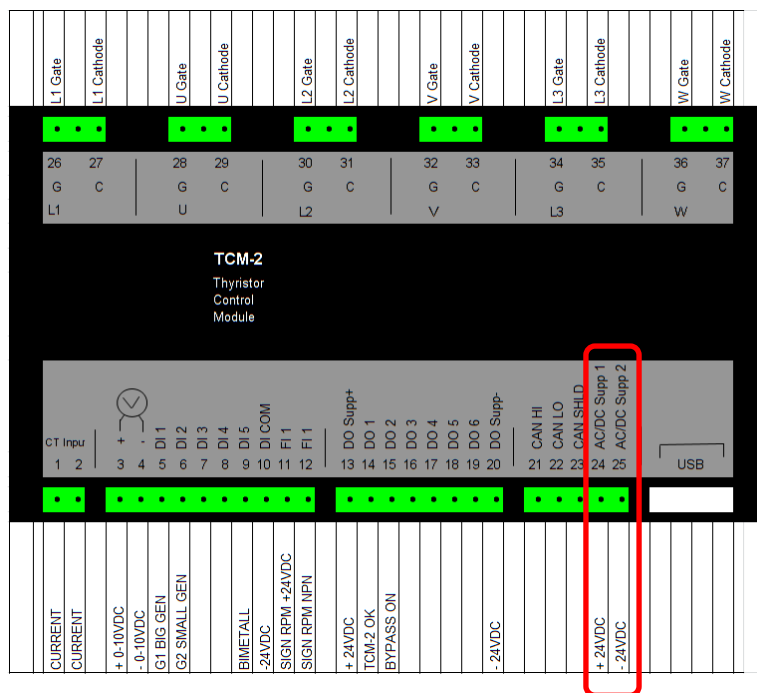 L1 Gate
L1 Cathode
U Gate
U Cathode
L2 Gate
L2 Cathode
V Gate
V Cathode
L3 Gate
L3 Cathode
W Gate
W Cathode
26 27 28 29 30 31 32 33 34 35 36 37
G C G C G C G C G C G C
L1 U L2 V L3 W
TCM-2
Thyristor
Control
Module
CT Input
+
-
V
DI 1
DI 2
DI 3
DI 4
DI 5
DI COM
FI 1
FI 1
DO Supp+
DO 1
DO 2
DO 3
DO 4
DO 5
DO 6
DO Supp-
CAN HI
CAN LO
CAN SHLD
AC/DC Supp 1
AC/DC Supp 2
1 2 3 4 5 6 7 8 9 10 11 12 13 14 15 16 17 18 19 20 21 22 23 24 25 USB
CURRENT
CURRENT
+ 0-10VDC
- 0-10VDC
G1 BIG GEN
G2 SMALL GEN
BIMETALL
-24VDC
SIGN RPM +24VDC
SIGN RPM NPN
+ 24VDC
TCM-2 OK
BYPASS ON
- 24VDC
+ 24VDC
- 24VDC